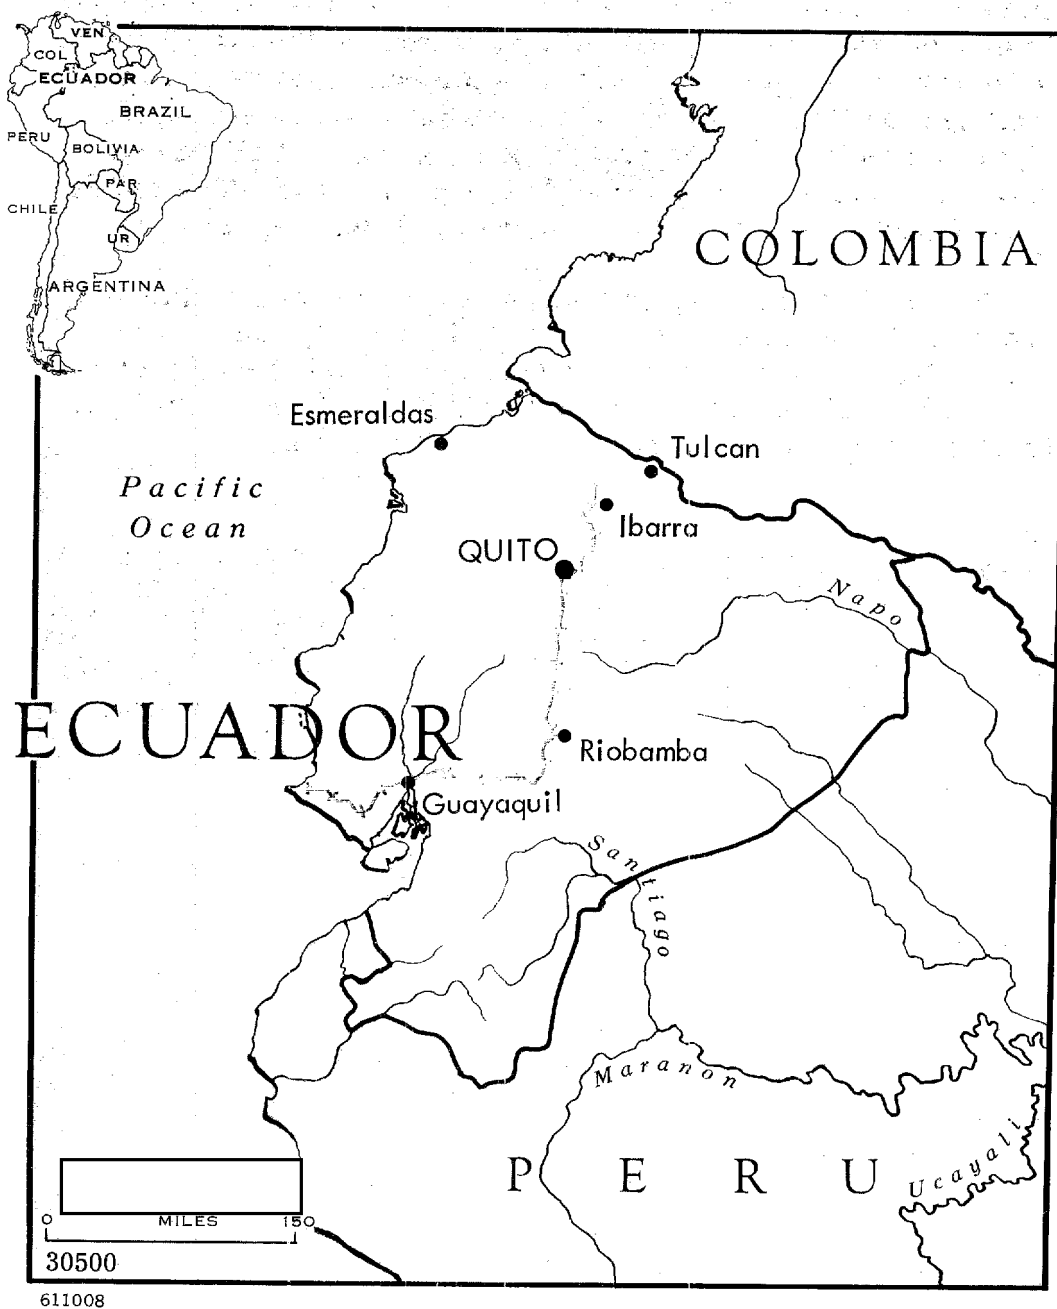 VEN
COL
ECUADOR
BRAZIL
PERU
BOLIVIA
PAR
CHILE
UR
ARGENTINA
COLOMBIA
Esmeraldas
Tulcan
Pacific
Ocean
Ibarra
QUITO
Napo
ECUADOR
Riobamba
Guayaquil
Santiago
Maranon
PERU
Ucayali
0 MILES 150
30500
611008